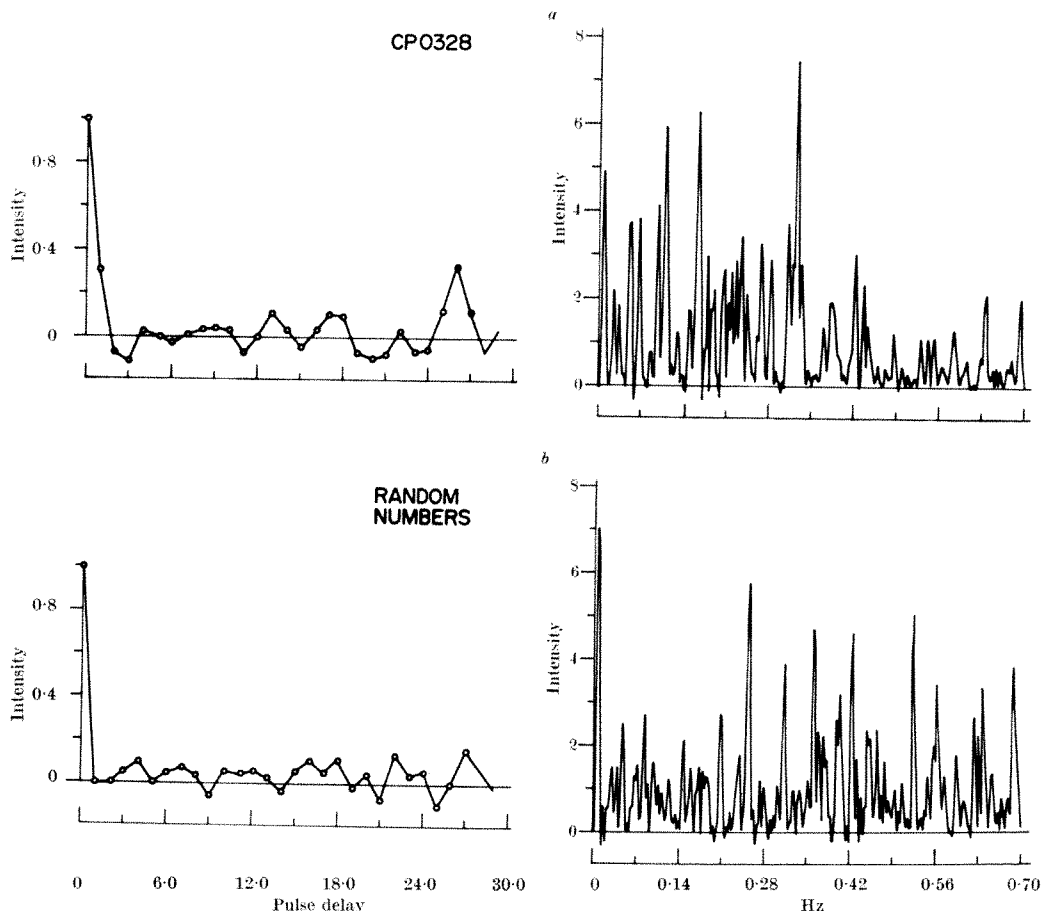 a
CP0328
8
6
4
2
0
Intensity
0·8
0·4
0
Intensity
b
RANDOM
NUMBERS
8
6
4
2
0
Intensity
0·8
0·4
0
Intensity
0 6·0 12·0 18·0 24·0 30·0
Pulse delay
0 0·14 0·28 0·42 0·56 0·70
Hz